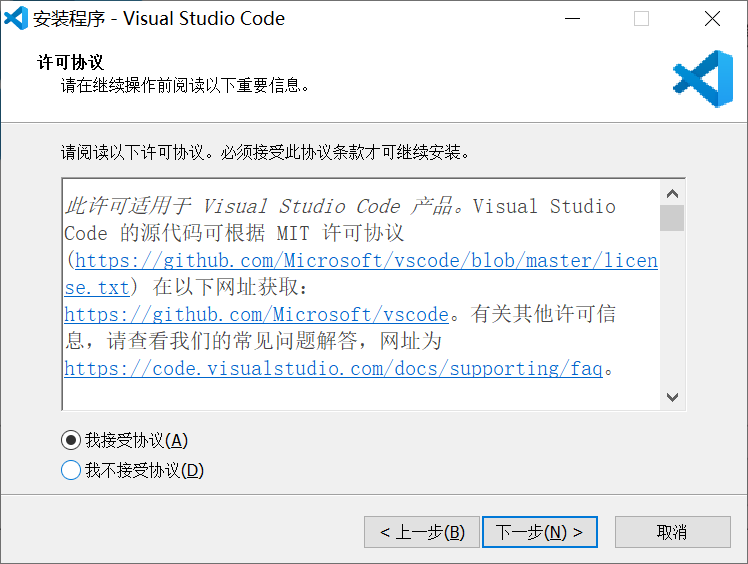 安装程序 - Visual Studio Code
许可协议
请在继续操作前阅读以下重要信息。
请阅读以下许可协议。必须接受此协议条款才可继续安装。
此许可适用于 Visual Studio Code 产品。Visual Studio
Code 的源代码可根据 MIT 许可协议
(https://github.com/Microsoft/vscode/blob/master/licen
se.txt) 在以下网址获取:
https://github.com/Microsoft/vscode。有关其他许可信
息，请查看我们的常见问题解答，网址为
https://code.visualstudio.com/docs/supporting/faq。
我接受协议(A)
我不接受协议(D)
< 上一步(B)
下一步(N) >
取消